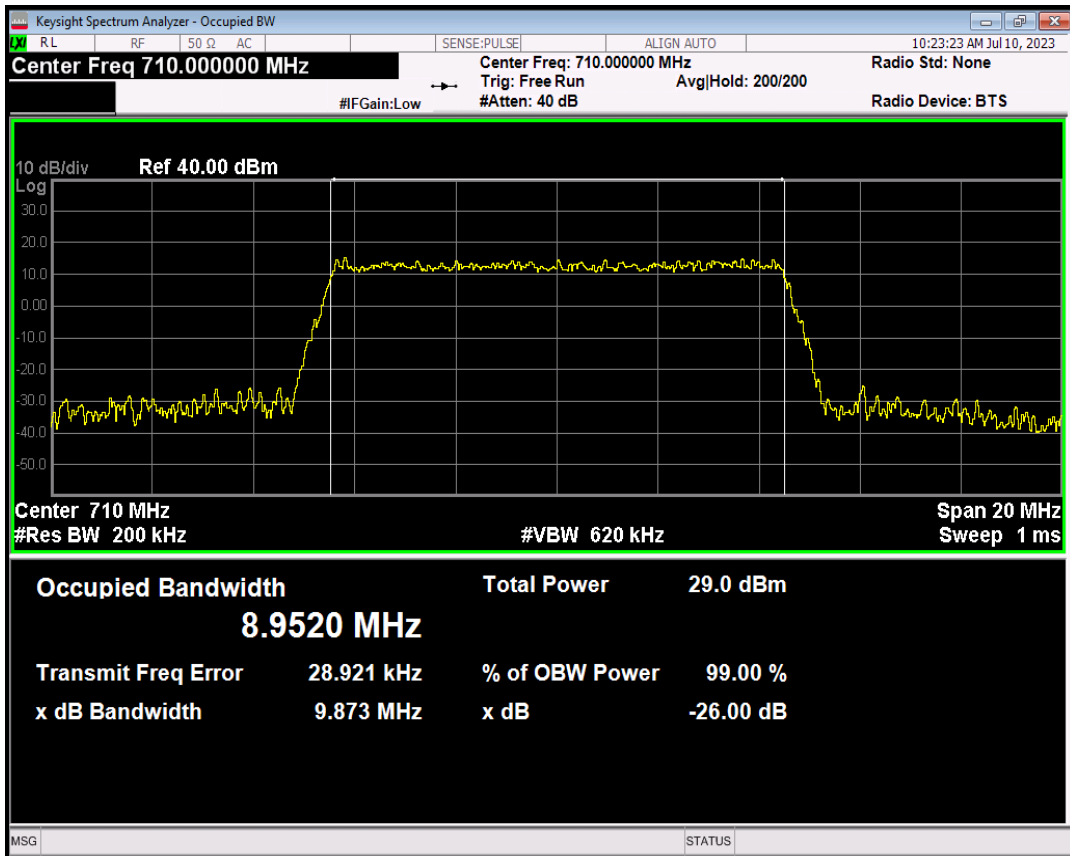 Keysight Spectrum Analyzer - Occupied BW
LXI RL RF 50 Ω AC SENSE:PULSE ALIGN AUTO 10:23:23 AM Jul 10, 2023
Center Freq 710.000000 MHz Center Freq: 710.000000 MHz Radio Std: None
Trig: Free Run Avg|Hold: 200/200
#IFGain:Low #Atten: 40 dB Radio Device: BTS
10 dB/div Ref 40.00 dBm
Log
30.0
20.0
10.0
0.00
-10.0
-20.0
-30.0
-40.0
-50.0
Center 710 MHz Span 20 MHz
#Res BW 200 kHz #VBW 620 kHz Sweep 1 ms
Occupied Bandwidth Total Power 29.0 dBm
8.9520 MHz
Transmit Freq Error 28.921 kHz % of OBW Power 99.00 %
x dB Bandwidth 9.873 MHz x dB -26.00 dB
MSG STATUS